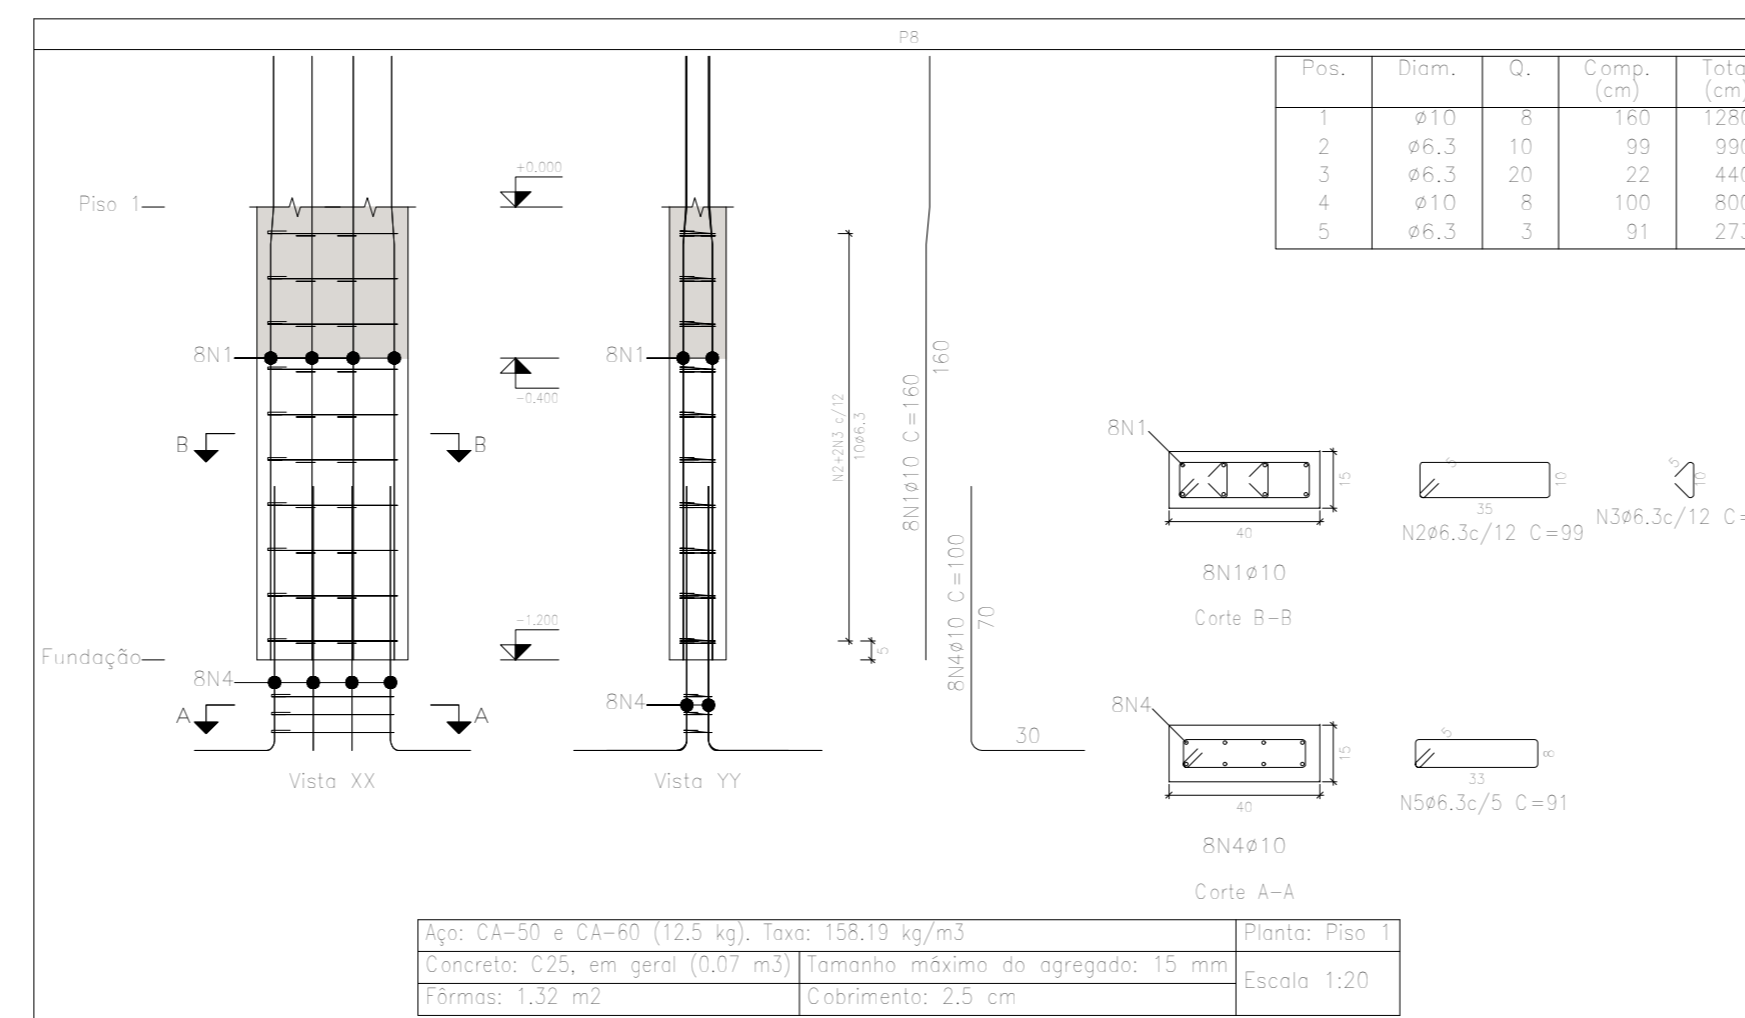 P8
Pos. Diam. Q. Comp. (cm)
1 ø10 8 160 1280
2 ø6.3 10 99 990
3 ø6.3 20 22 440
4 ø10 8 100 800
5 ø6.3 3 91 273
Piso 1
+0.000
8N1
8N1
-0.400
B B
N2+2N3 c/12
10ø6.3
8N1ø10 C=160
160
-1.200
Fundação
8N4
8N4
A A
5
8N4ø10 C=100
70
30
Vista XX
Vista YY
8N1
15
40
8N1ø10
Corte B-B
5
10
35
N2ø6.3c/12 C=99
5
10
N3ø6.3c/12 C=
8N4
15
40
8N4ø10
Corte A-A
5
8
33
N5ø6.3c/5 C=91
Aço: CA-50 e CA-60 (12.5 kg). Taxa: 158.19 kg/m3
Planta: Piso 1
Concreto: C25, em geral (0.07 m3)
Tamanho máximo do agregado: 15 mm
Escala 1:20
Fôrmas: 1.32 m2
Cobrimento: 2.5 cm